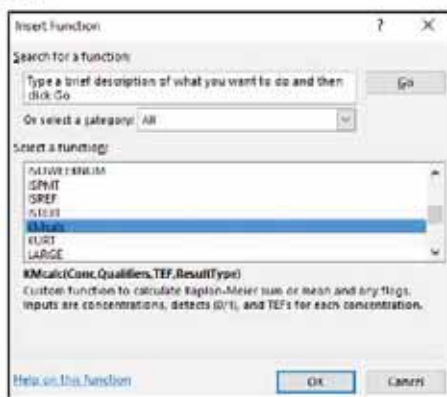 Insert Function ? ×
Search for a function:
Type a brief description of what you want to do and then
click Go
Go
Or select a category: All
Select a function:
ISOWEEKNUM
ISPMT
ISREF
ISTEXT
KMcalc
KURT
LARGE
KMcalc(Conc,Qualifiers,TEF,ResultType)
Custom function to calculate Kaplan-Meier sum or mean and any flags.
Inputs are concentrations, detects (0/1), and TEFs for each concentration.
Help on this function
OK
Cancel